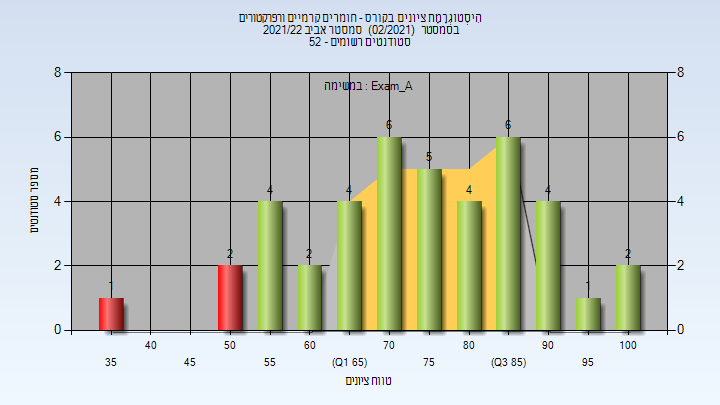 היסטוגרמת ציונים בקורס - חומרים קרמיים ורפרקטורים
בסמסטר (02/2021) סמסטר אביב 2021/22
סטודנטים רשומים - 52
במשימה : Exam_A
מספר סטודנטים
8 8
6 6
4 4
2 2
0 0
1 2 4 2 4 6 5 4 6 4 1 2
40 50 60 70 80 90 100
35 45 55 (Q1 65) 75 (Q3 85) 95
טווח ציונים